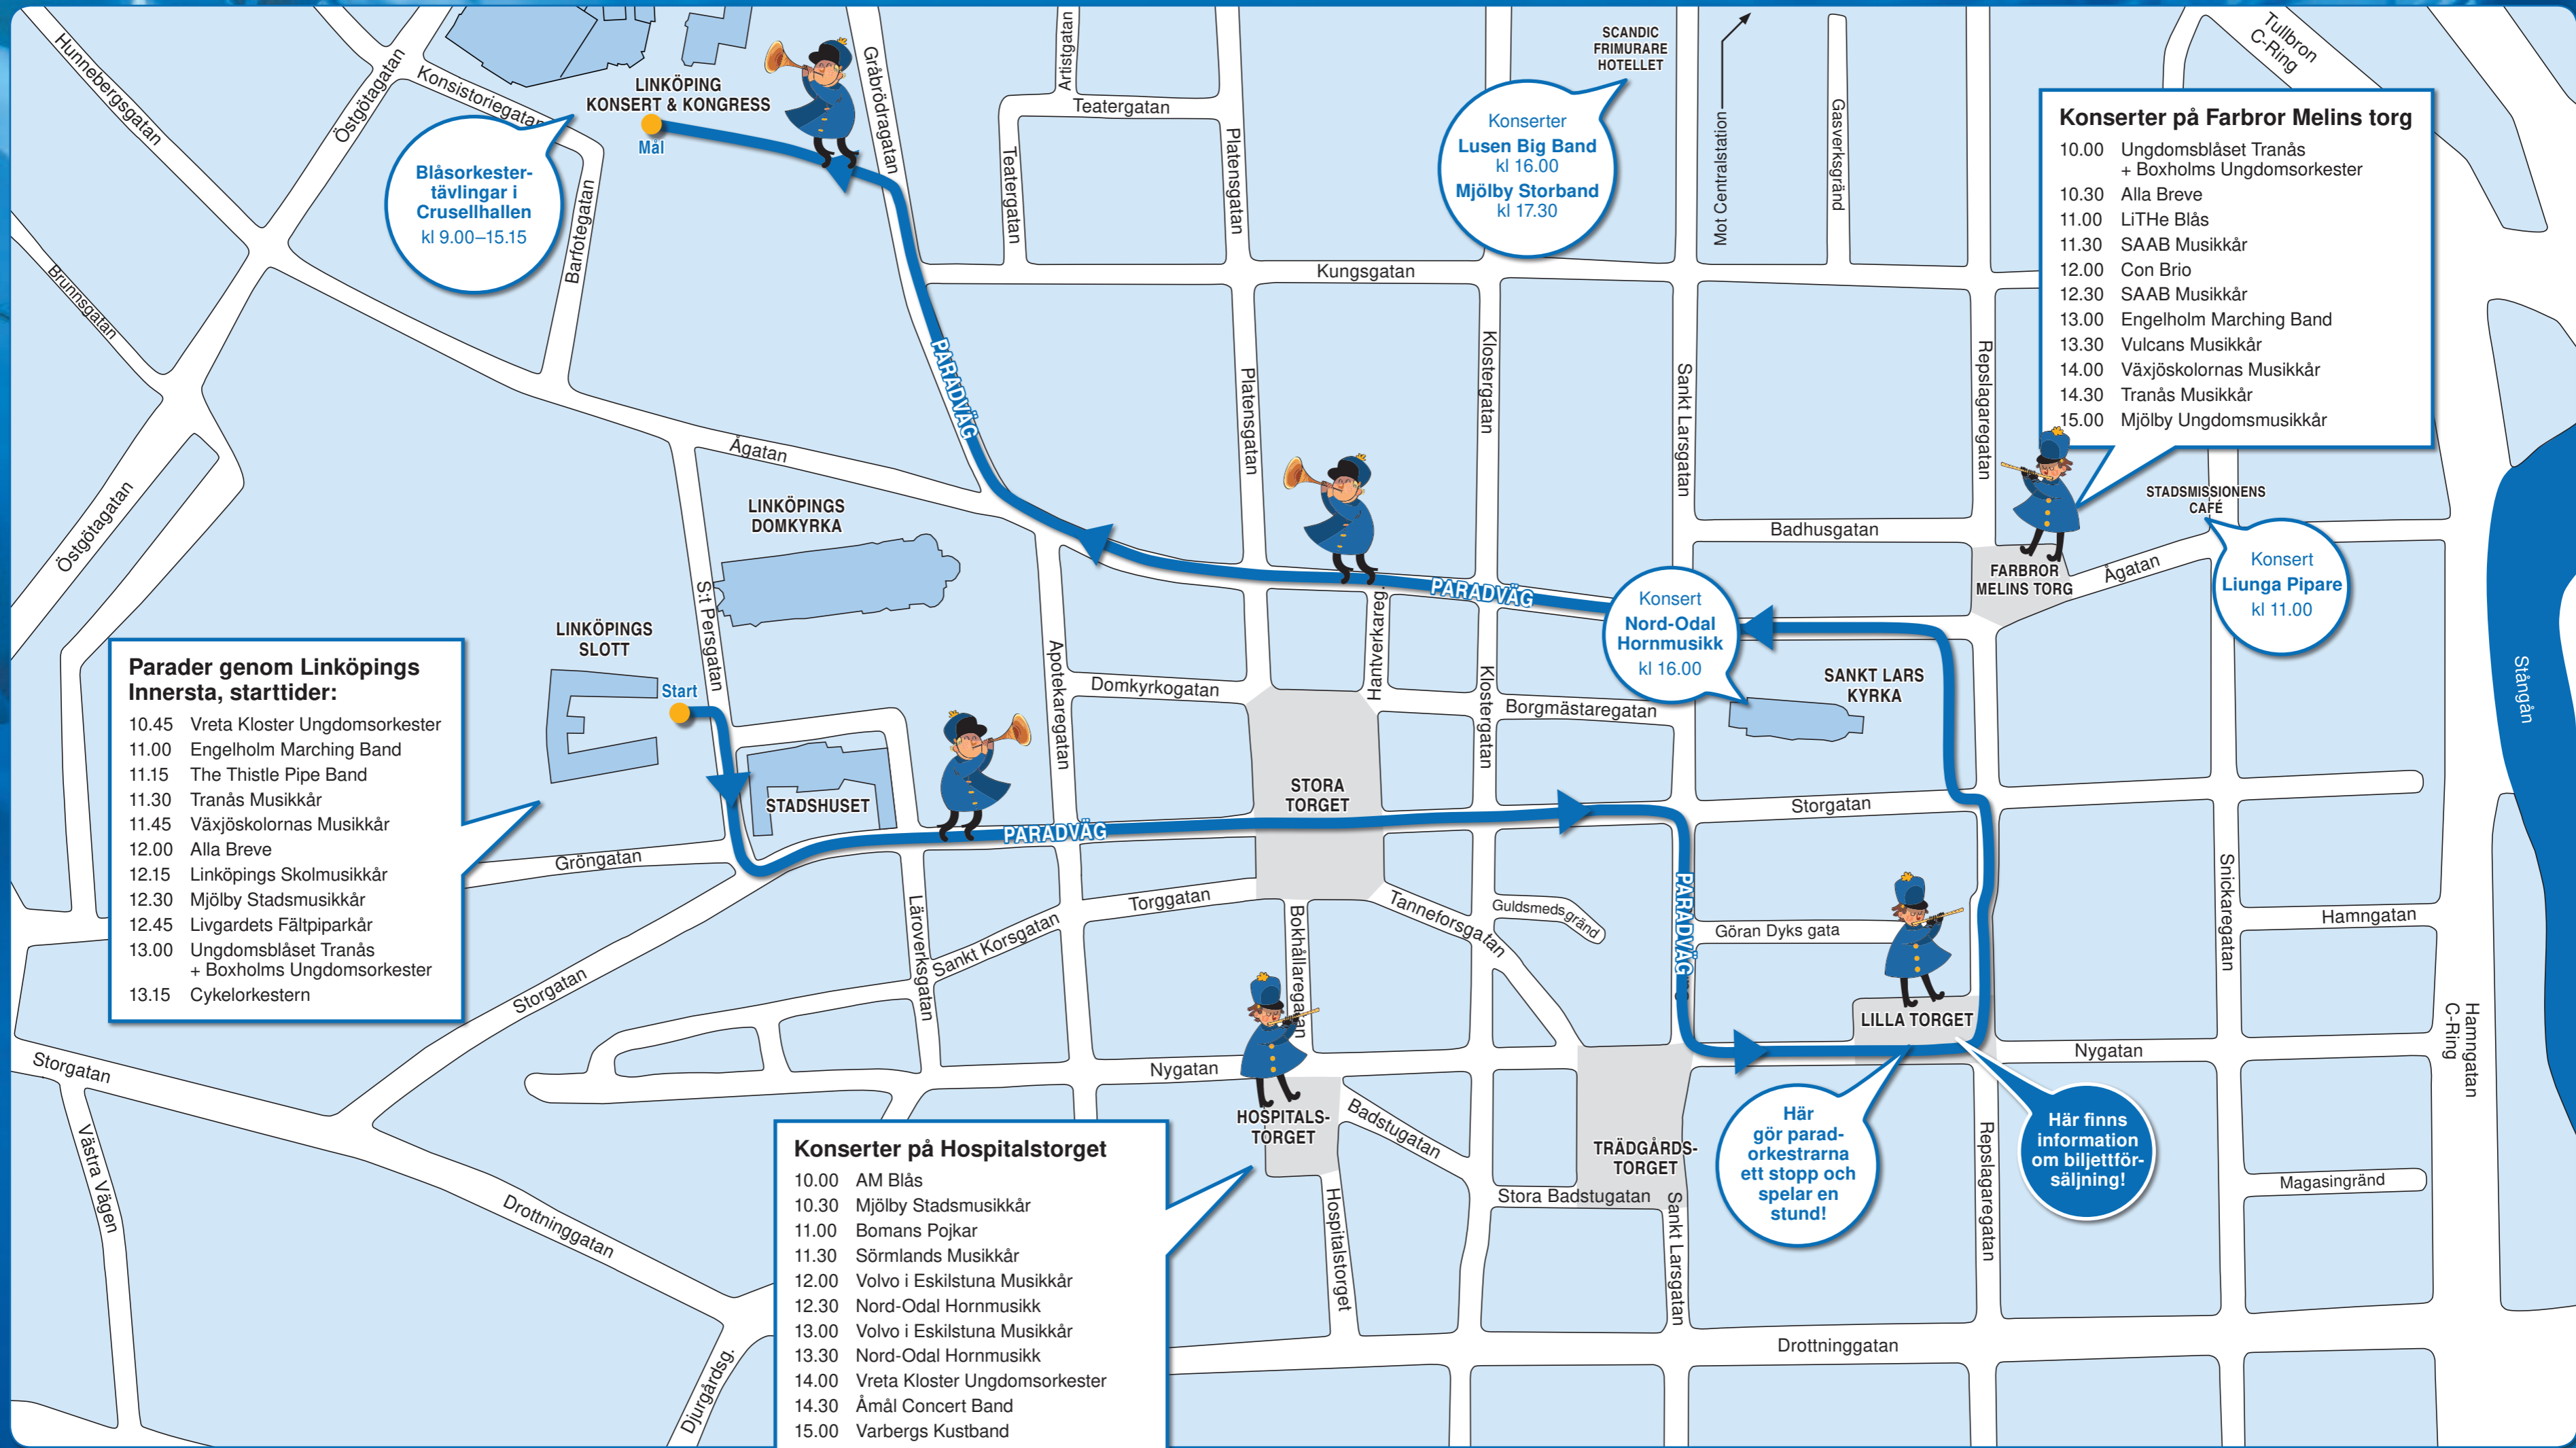 Hunnebergsgatan
Östgötagatan
Konsistoriegatan
LINKÖPING
KONSERT & KONGRESS
Mål
Gråbrödragatan
Artistgatan
Teatergatan
Teatergatan
Platensgatan
SCANDIC
FRIMURARE
HOTELLET
Mot Centralstation
Gasverksgränd
Tullbron
C-Ring
Blåsorkester-
tävlingar i
Crusellhallen
kl 9.00–15.15
Barfotegatan
Brunnsgatan
Konserter
Lusen Big Band
kl 16.00
Mjölby Storband
kl 17.30
Kungsgatan
Konserter på Farbror Melins torg
10.00 Ungdomsblåset Tranås
+ Boxholms Ungdomsorkester
10.30 Alla Breve
11.00 LiTHe Blås
11.30 SAAB Musikkår
12.00 Con Brio
12.30 SAAB Musikkår
13.00 Engelholm Marching Band
13.30 Vulcans Musikkår
14.00 Växjöskolornas Musikkår
14.30 Tranås Musikkår
15.00 Mjölby Ungdomsmusikkår
PARADVÄG
Platensgatan
Klostergatan
Sankt Larsgatan
Repslagaregatan
Ågatan
Östgötagatan
LINKÖPINGS
DOMKYRKA
Badhusgatan
STADSMISSIONENS
CAFÉ
FARBROR
MELINS TORG
Ågatan
Konsert
Liunga Pipare
kl 11.00
PARADVÄG
Konsert
Nord-Odal
Hornmusikk
kl 16.00
S:t Persgatan
LINKÖPINGS
SLOTT
Start
Apotekaregatan
Domkyrkogatan
Hantverkareg.
Klostergatan
Borgmästaregatan
SANKT LARS
KYRKA
Stångån
Parader genom Linköpings
Innersta, starttider:
10.45 Vreta Kloster Ungdomsorkester
11.00 Engelholm Marching Band
11.15 The Thistle Pipe Band
11.30 Tranås Musikkår
11.45 Växjöskolornas Musikkår
12.00 Alla Breve
12.15 Linköpings Skolmusikkår
12.30 Mjölby Stadsmusikkår
12.45 Livgardets Fältpiparkår
13.00 Ungdomsblåset Tranås
+ Boxholms Ungdomsorkester
13.15 Cykelorkestern
STADSHUSET
STORA
TORGET
Storgatan
PARADVÄG
Gröngatan
Läroverksgatan
Sankt Korsgatan
Torggatan
Bokhållaregatan
Tanneforsgatan
Guldsmedsgränd
PARADVÄG
Göran Dyks gata
Snickaregatan
Hamngatan
Hamngatan
C-Ring
Storgatan
LILLA TORGET
Nygatan
Nygatan
Storgatan
Västra Vägen
HOSPITALS-
TORGET
Badstugatan
TRÄDGÅRDS-
TORGET
Stora Badstugatan
Sankt Larsgatan
Här
gör parad-
orkestrarna
ett stopp och
spelar en
stund!
Här finns
information
om biljettför-
säljning!
Repslagaregatan
Magasingränd
Hospitalstorget
Drottninggatan
Drottninggatan
Djurgårdsg.
Konserter på Hospitalstorget
10.00 AM Blås
10.30 Mjölby Stadsmusikkår
11.00 Bomans Pojkar
11.30 Sörmlands Musikkår
12.00 Volvo i Eskilstuna Musikkår
12.30 Nord-Odal Hornmusikk
13.00 Volvo i Eskilstuna Musikkår
13.30 Nord-Odal Hornmusikk
14.00 Vreta Kloster Ungdomsorkester
14.30 Åmål Concert Band
15.00 Varbergs Kustband